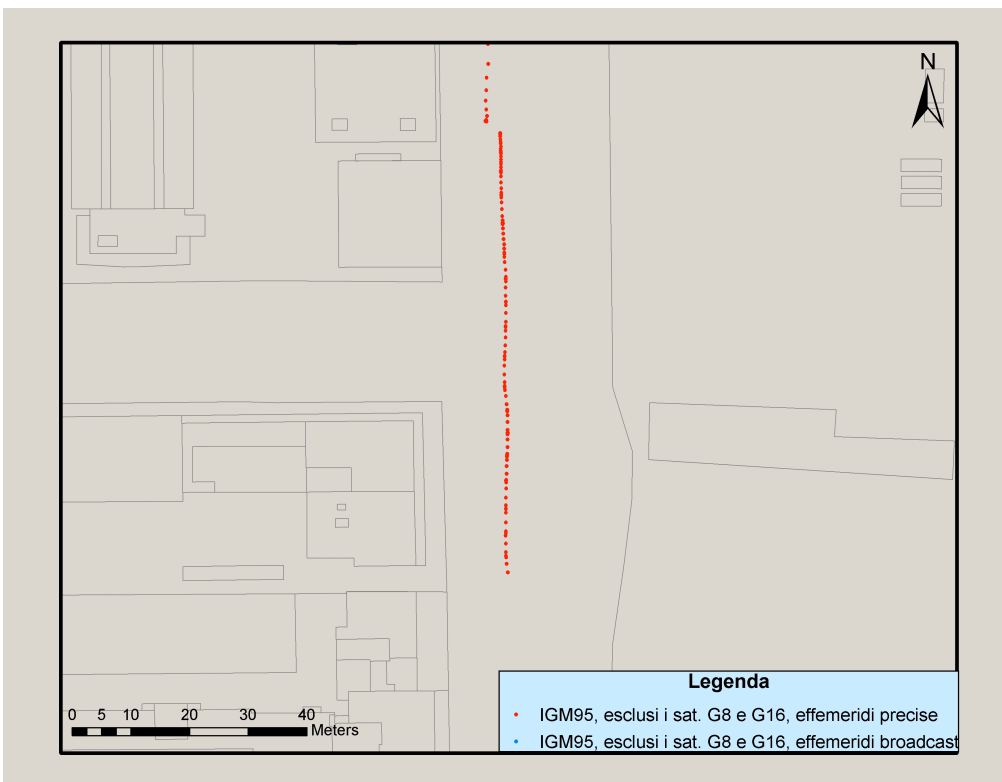 N
Legenda
IGM95, esclusi i sat. G8 e G16, effemeridi precise
IGM95, esclusi i sat. G8 e G16, effemeridi broadcast
0 5 10 20 30 40
Meters